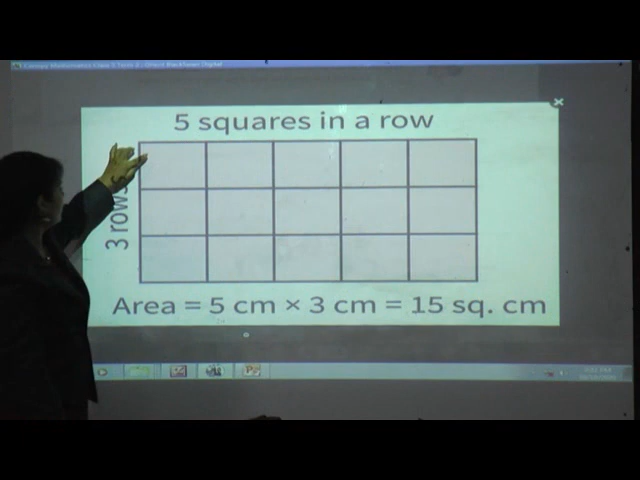 5 squares in a row
3 rows
Area = 5 cm × 3 cm = 15 sq. cm